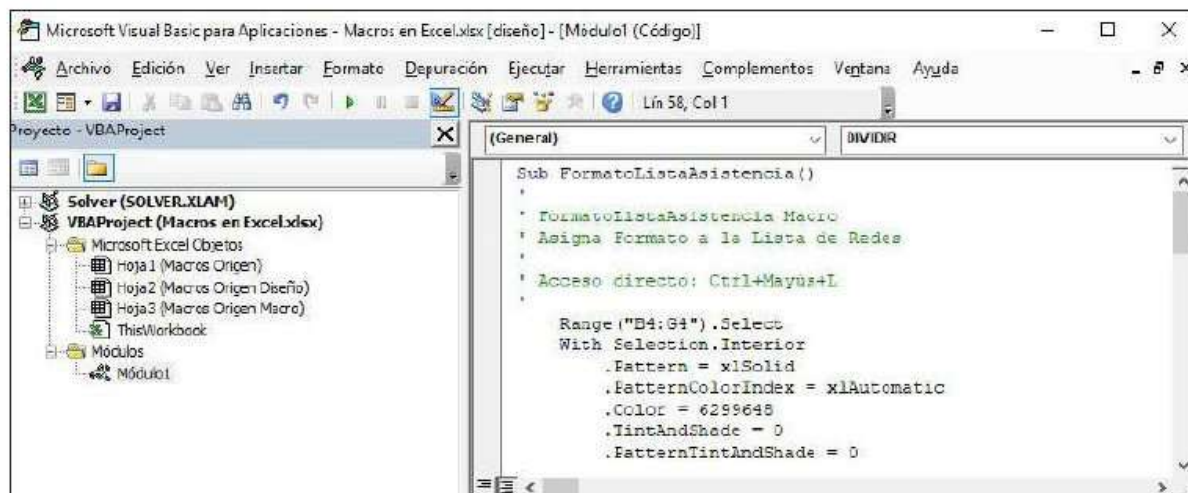 Microsoft Visual Basic para Aplicaciones - Macros en Excel.xlsx [diseño] - [Módulo1 (Código)]
Archivo Edición Ver Insertar Formato Depuración Ejecutar Herramientas Complementos Ventana Ayuda
Lín 58, Col 1
Proyecto - VBAProject
(General)
DIVIDIR
Solver (SOLVER.XLAM)
VBAProject (Macros en Excel.xlsx)
Microsoft Excel Objetos
Hoja1 (Macros Origen)
Hoja2 (Macros Origen Diseño)
Hoja3 (Macros Origen Macro)
ThisWorkbook
Módulos
Módulo1
Sub FormatoListaAsistencia()
'
' FormatoListaAsistencia Macro
' Asigna Formato a la Lista de Redes
'
' Acceso directo: Ctrl+Mayús+L
'
Range("B4:G4").Select
With Selection.Interior
.Pattern = xlSolid
.PatternColorIndex = xlAutomatic
.Color = 6299648
.TintAndShade = 0
.PatternTintAndShade = 0